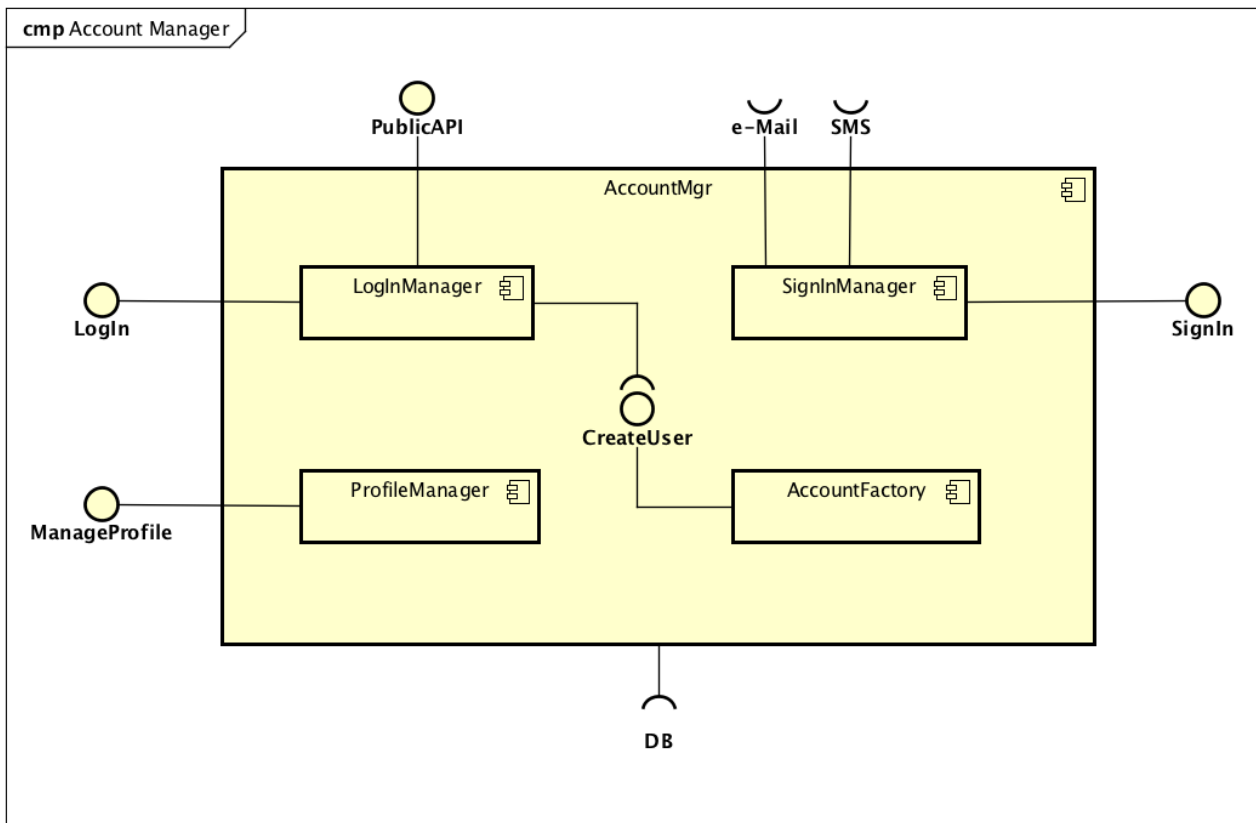 cmp Account Manager
PublicAPI
e-Mail
SMS
AccountMgr
LogInManager
SignInManager
LogIn
SignIn
CreateUser
ProfileManager
AccountFactory
ManageProfile
DB